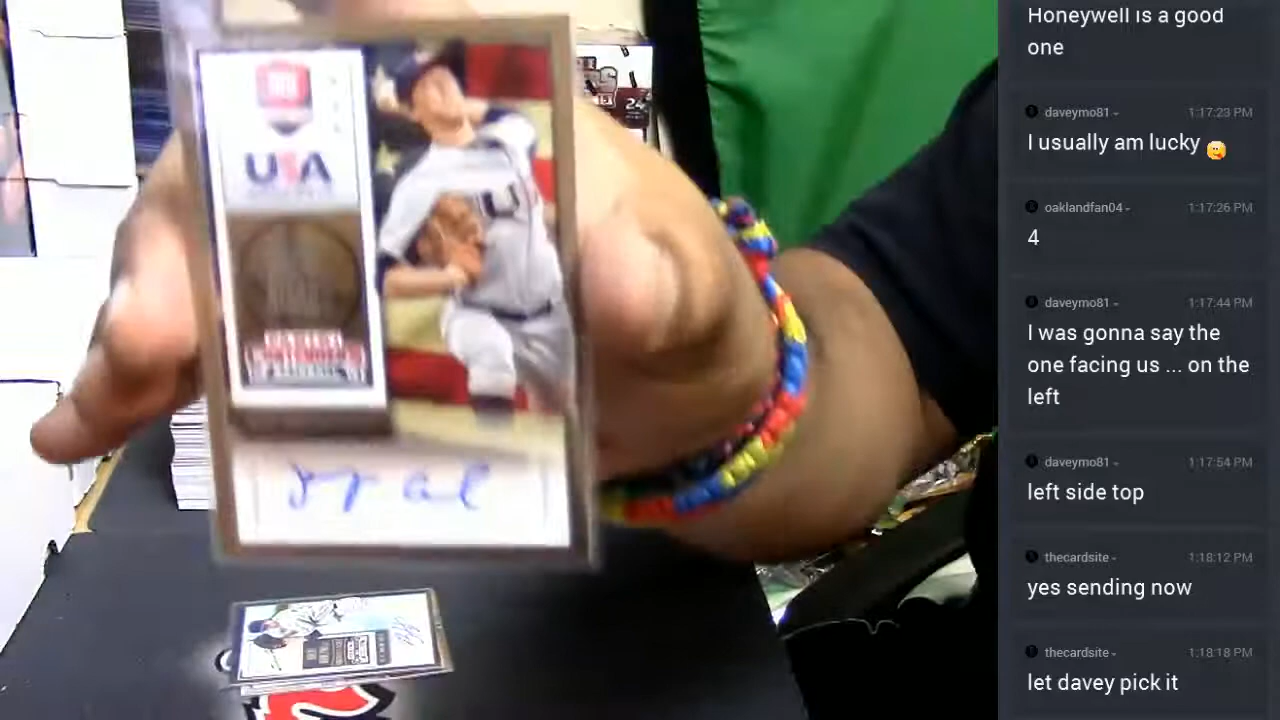 USA
U
24
Honeywell is a good
one
daveymo81 1:17:23 PM
I usually am lucky
oaklandfan04 1:17:26 PM
4
daveymo81 1:17:44 PM
I was gonna say the
one facing us ... on the
left
daveymo81 1:17:54 PM
left side top
thecardsite 1:18:12 PM
yes sending now
thecardsite 1:18:18 PM
let davey pick it